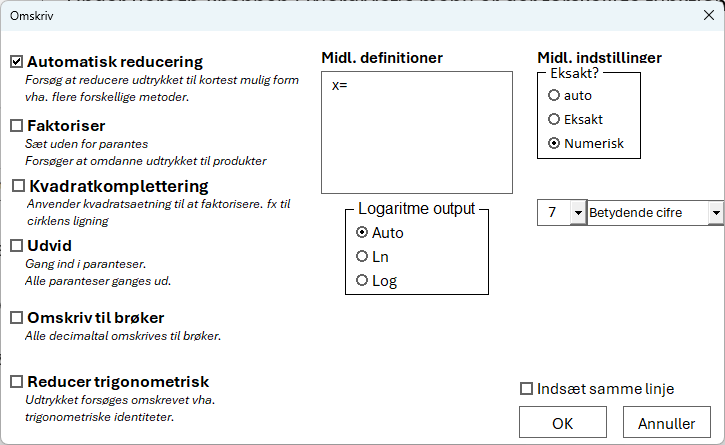 Omskriv
Automatisk reducering
Forsøg at reducere udtrykket til kortest mulig form
vha. flere forskellige metoder.
Faktoriser
Sæt uden for parantes
Forsøger at omdanne udtrykket til produkter
Kvadratkomplettering
Anvender kvadratsaetning til at faktorisere. fx til
cirklens ligning
Udvid
Gang ind i paranteser.
Alle paranteser ganges ud.
Omskriv til brøker
Alle decimaltal omskrives til brøker.
Reducer trigonometrisk
Udtrykket forsøges omskrevet vha.
trigonometriske identiteter.
Midl. definitioner
x=
Logaritme output
Auto
Ln
Log
Midl. indstillinger
Eksakt?
auto
Eksakt
Numerisk
7 Betydende cifre
Indsæt samme linje
OK Annuller